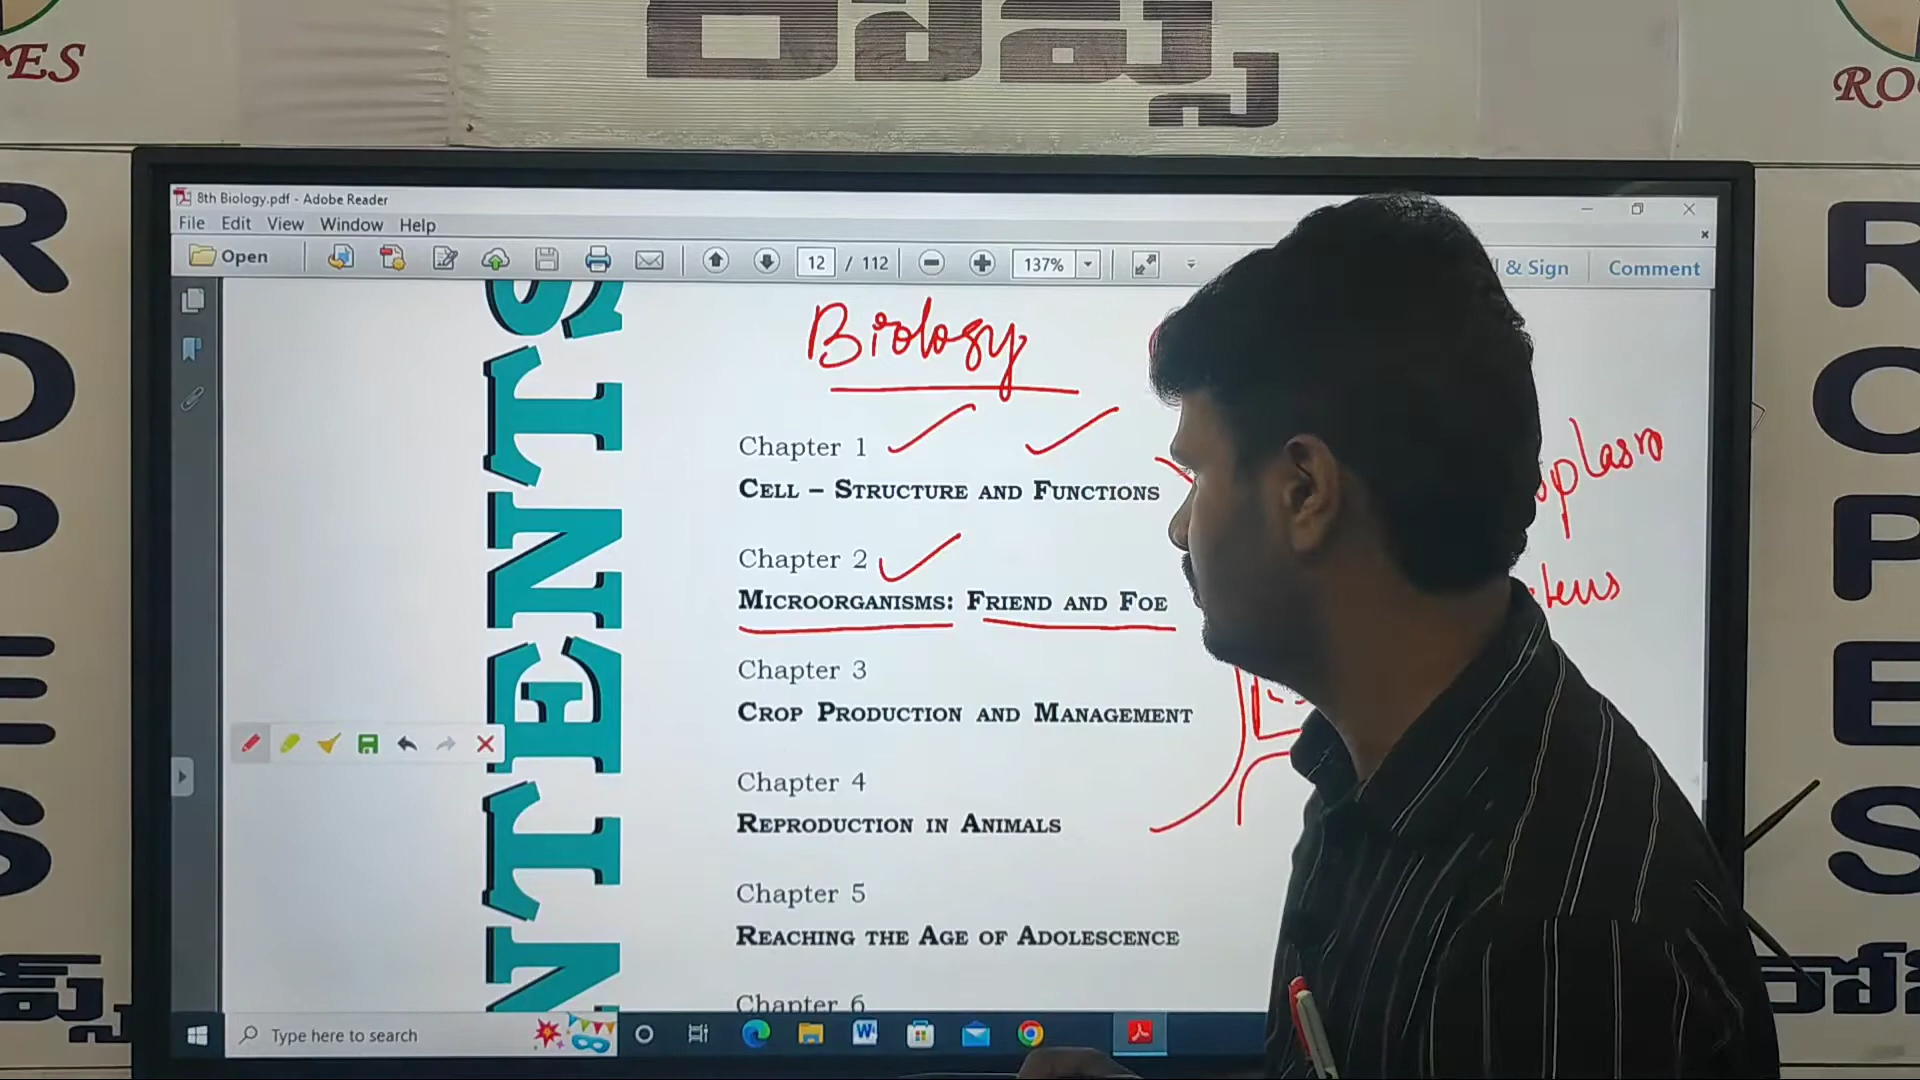 రోప్స్
PES
ROPES
రోప్స్
8th Biology.pdf - Adobe Reader
File Edit View Window Help
Open 12 / 112 137% & Sign Comment
Biology
Chapter 1
CELL – STRUCTURE AND FUNCTIONS
Chapter 2
MICROORGANISMS: FRIEND AND FOE
Chapter 3
CROP PRODUCTION AND MANAGEMENT
Chapter 4
REPRODUCTION IN ANIMALS
Chapter 5
REACHING THE AGE OF ADOLESCENCE
Chapter 6
Type here to search
ROPES